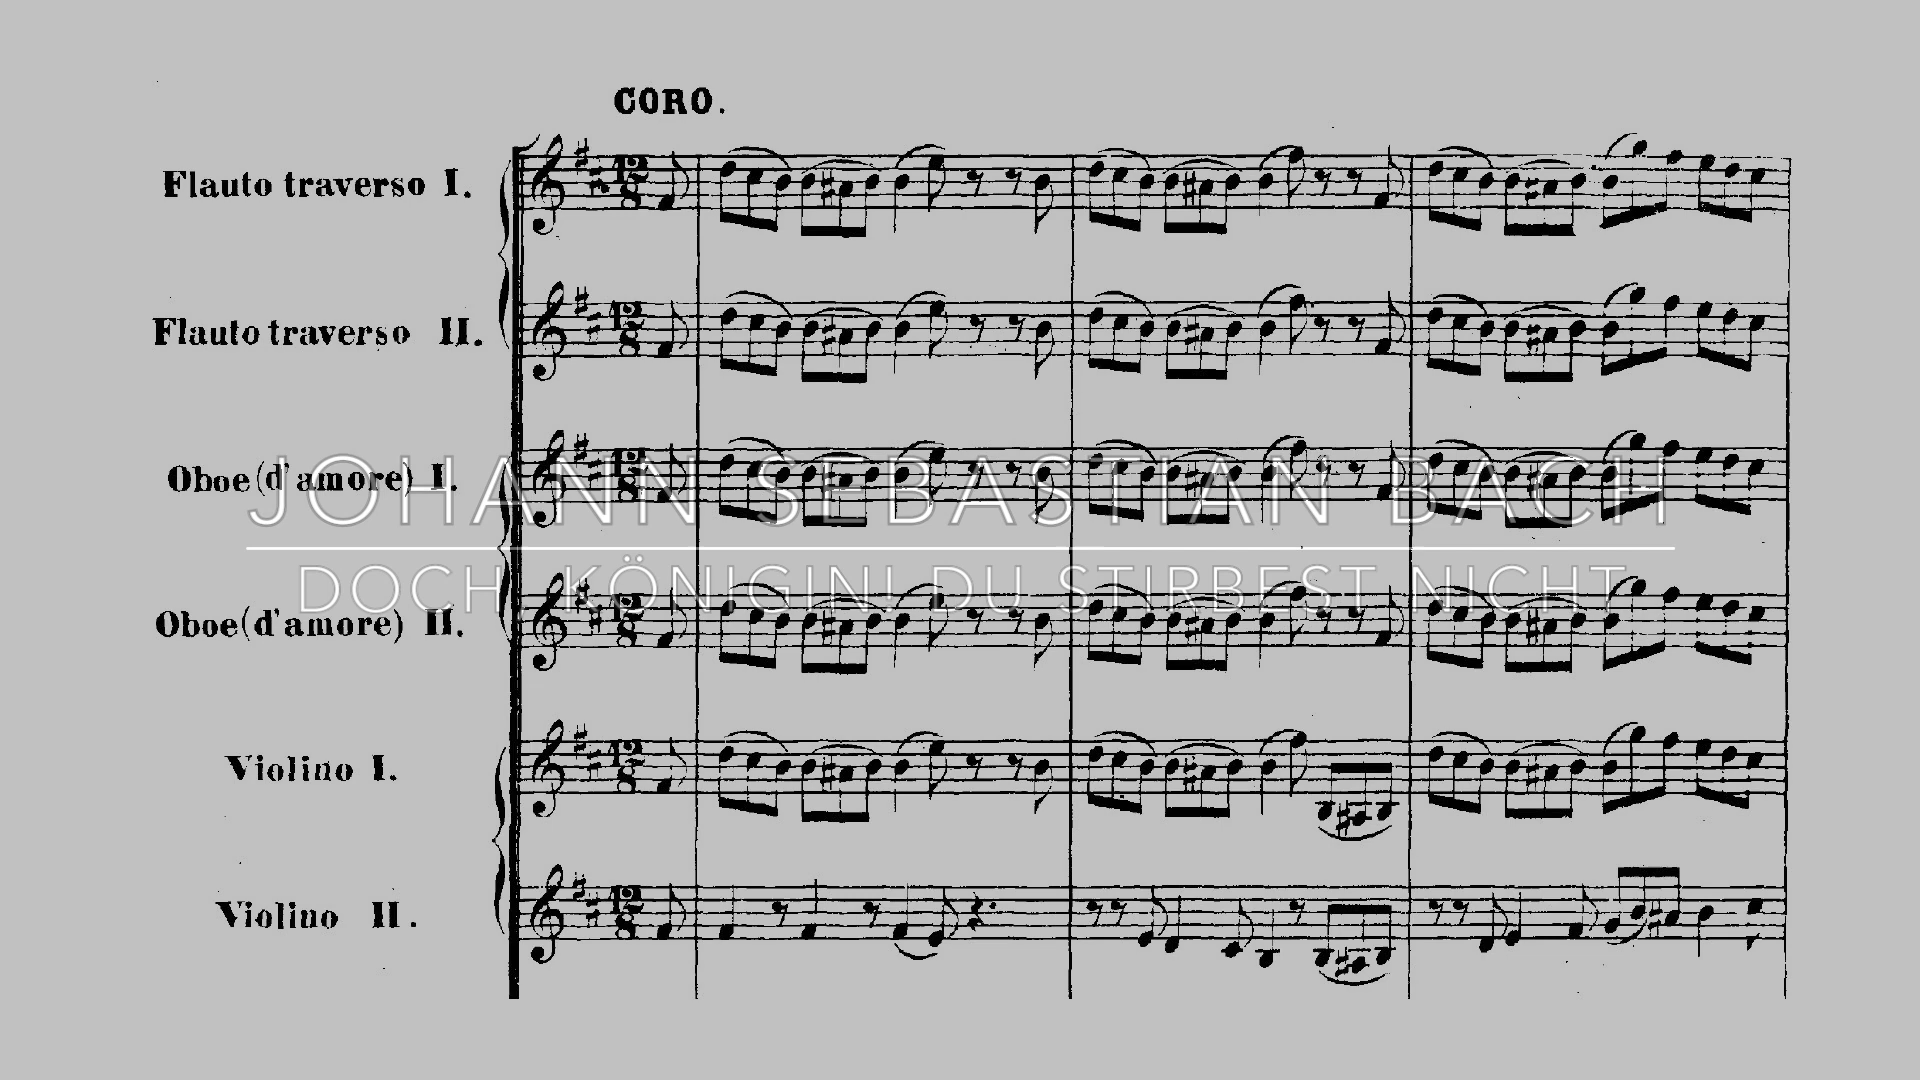 CORO.
Flauto traverso I.
Flauto traverso II.
Oboe (d'amore) I.
JOHANN SEBASTIAN BACH
DOCH, KÖNIGIN! DU STIRBEST NICHT
Oboe (d'amore) II.
Violino I.
Violino II.